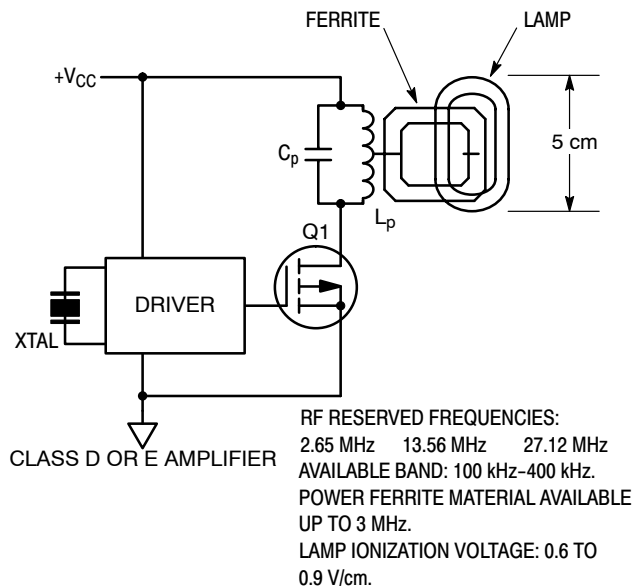 FERRITE LAMP
+VCC
Cp
5 cm
Lp
Q1
DRIVER
XTAL
CLASS D OR E AMPLIFIER
RF RESERVED FREQUENCIES:
2.65 MHz 13.56 MHz 27.12 MHz
AVAILABLE BAND: 100 kHz–400 kHz.
POWER FERRITE MATERIAL AVAILABLE
UP TO 3 MHz.
LAMP IONIZATION VOLTAGE: 0.6 TO
0.9 V/cm.